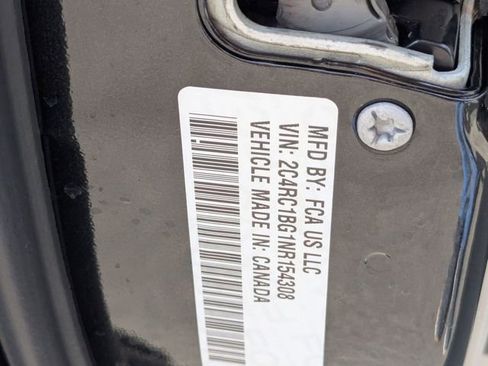 MFD BY: FCA US LLC
VIN: 2C4RC1BG1NR154308
VEHICLE MADE IN: CANADA